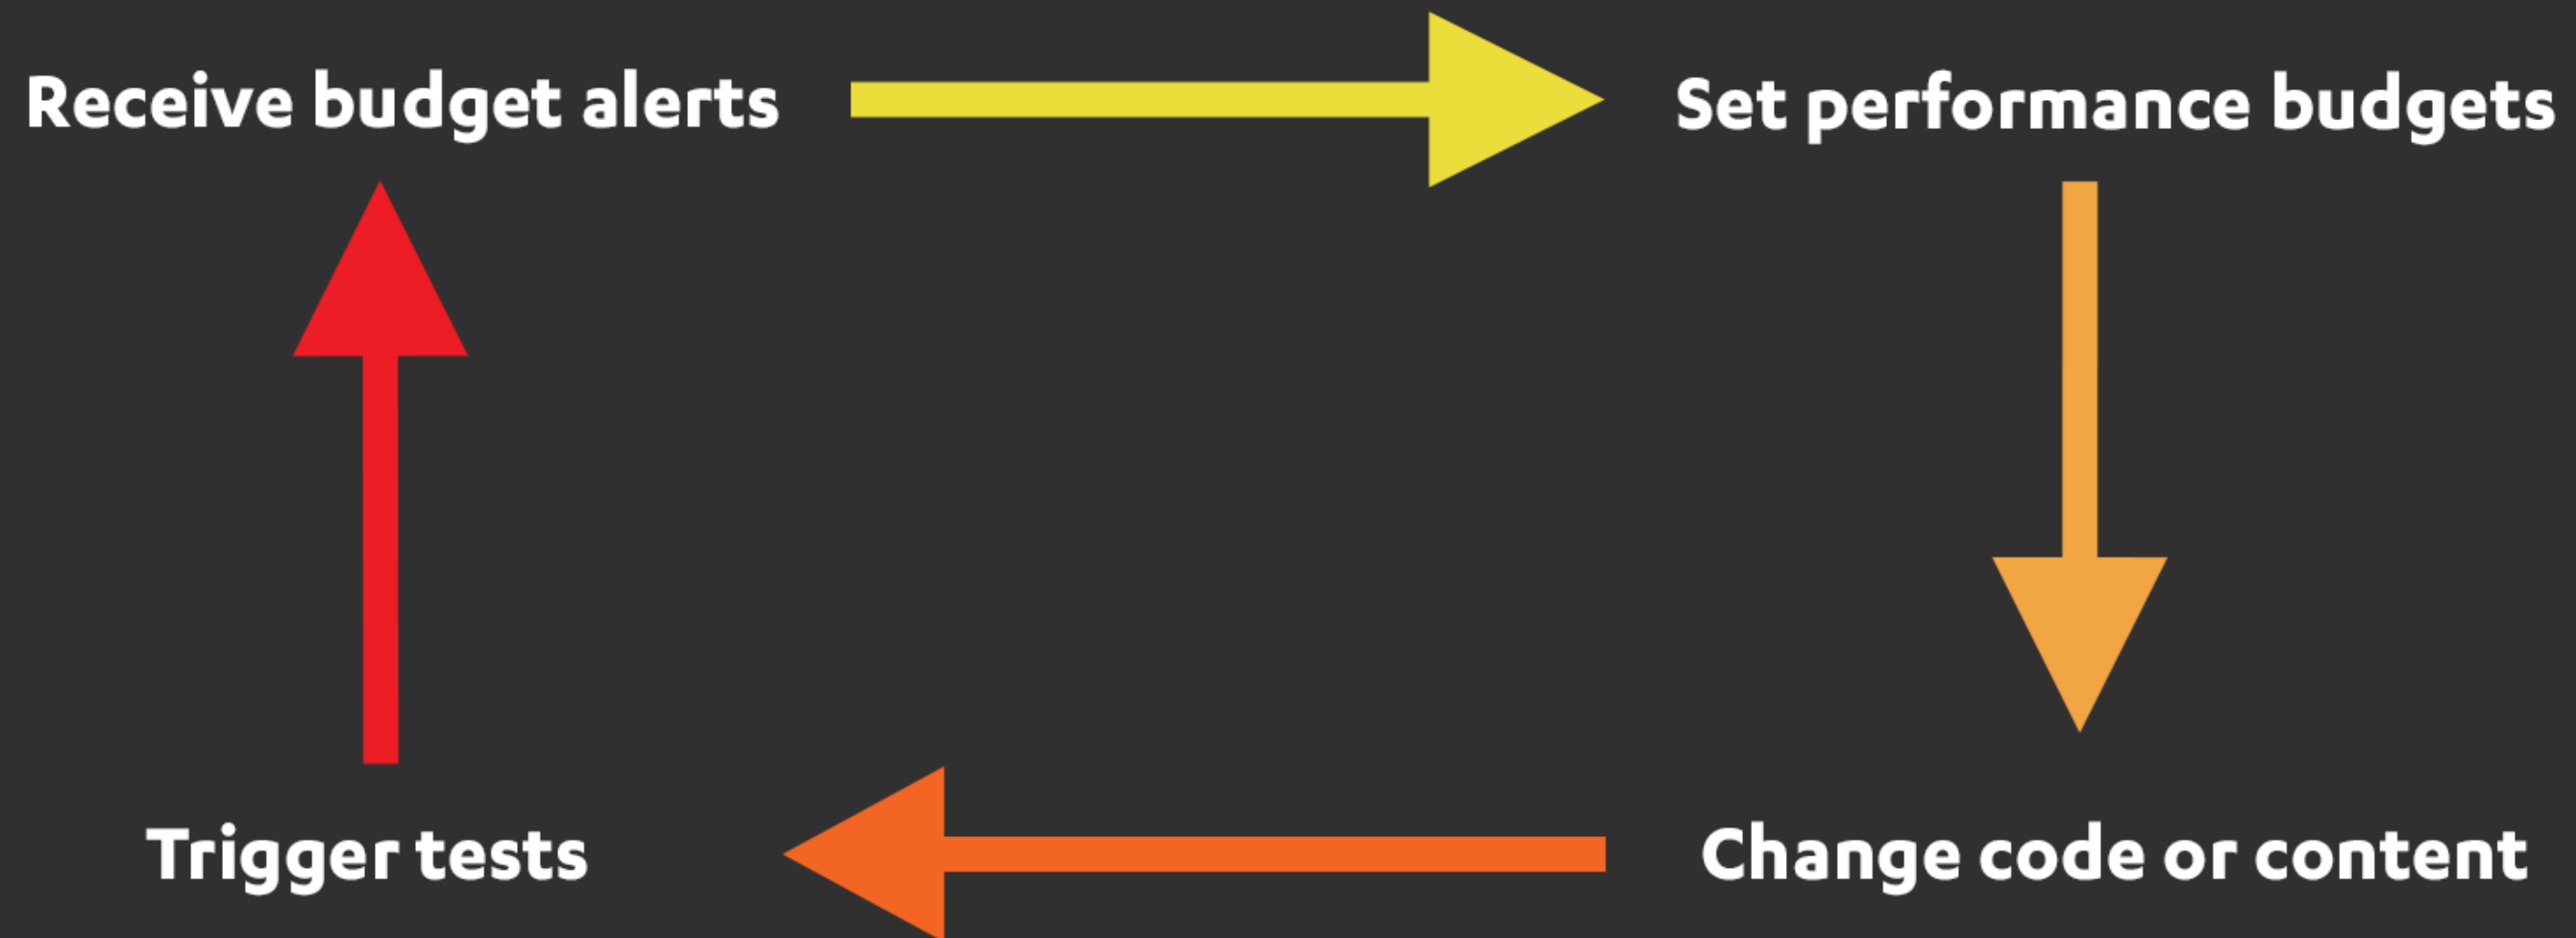 Receive budget alerts
Set performance budgets
Trigger tests
Change code or content